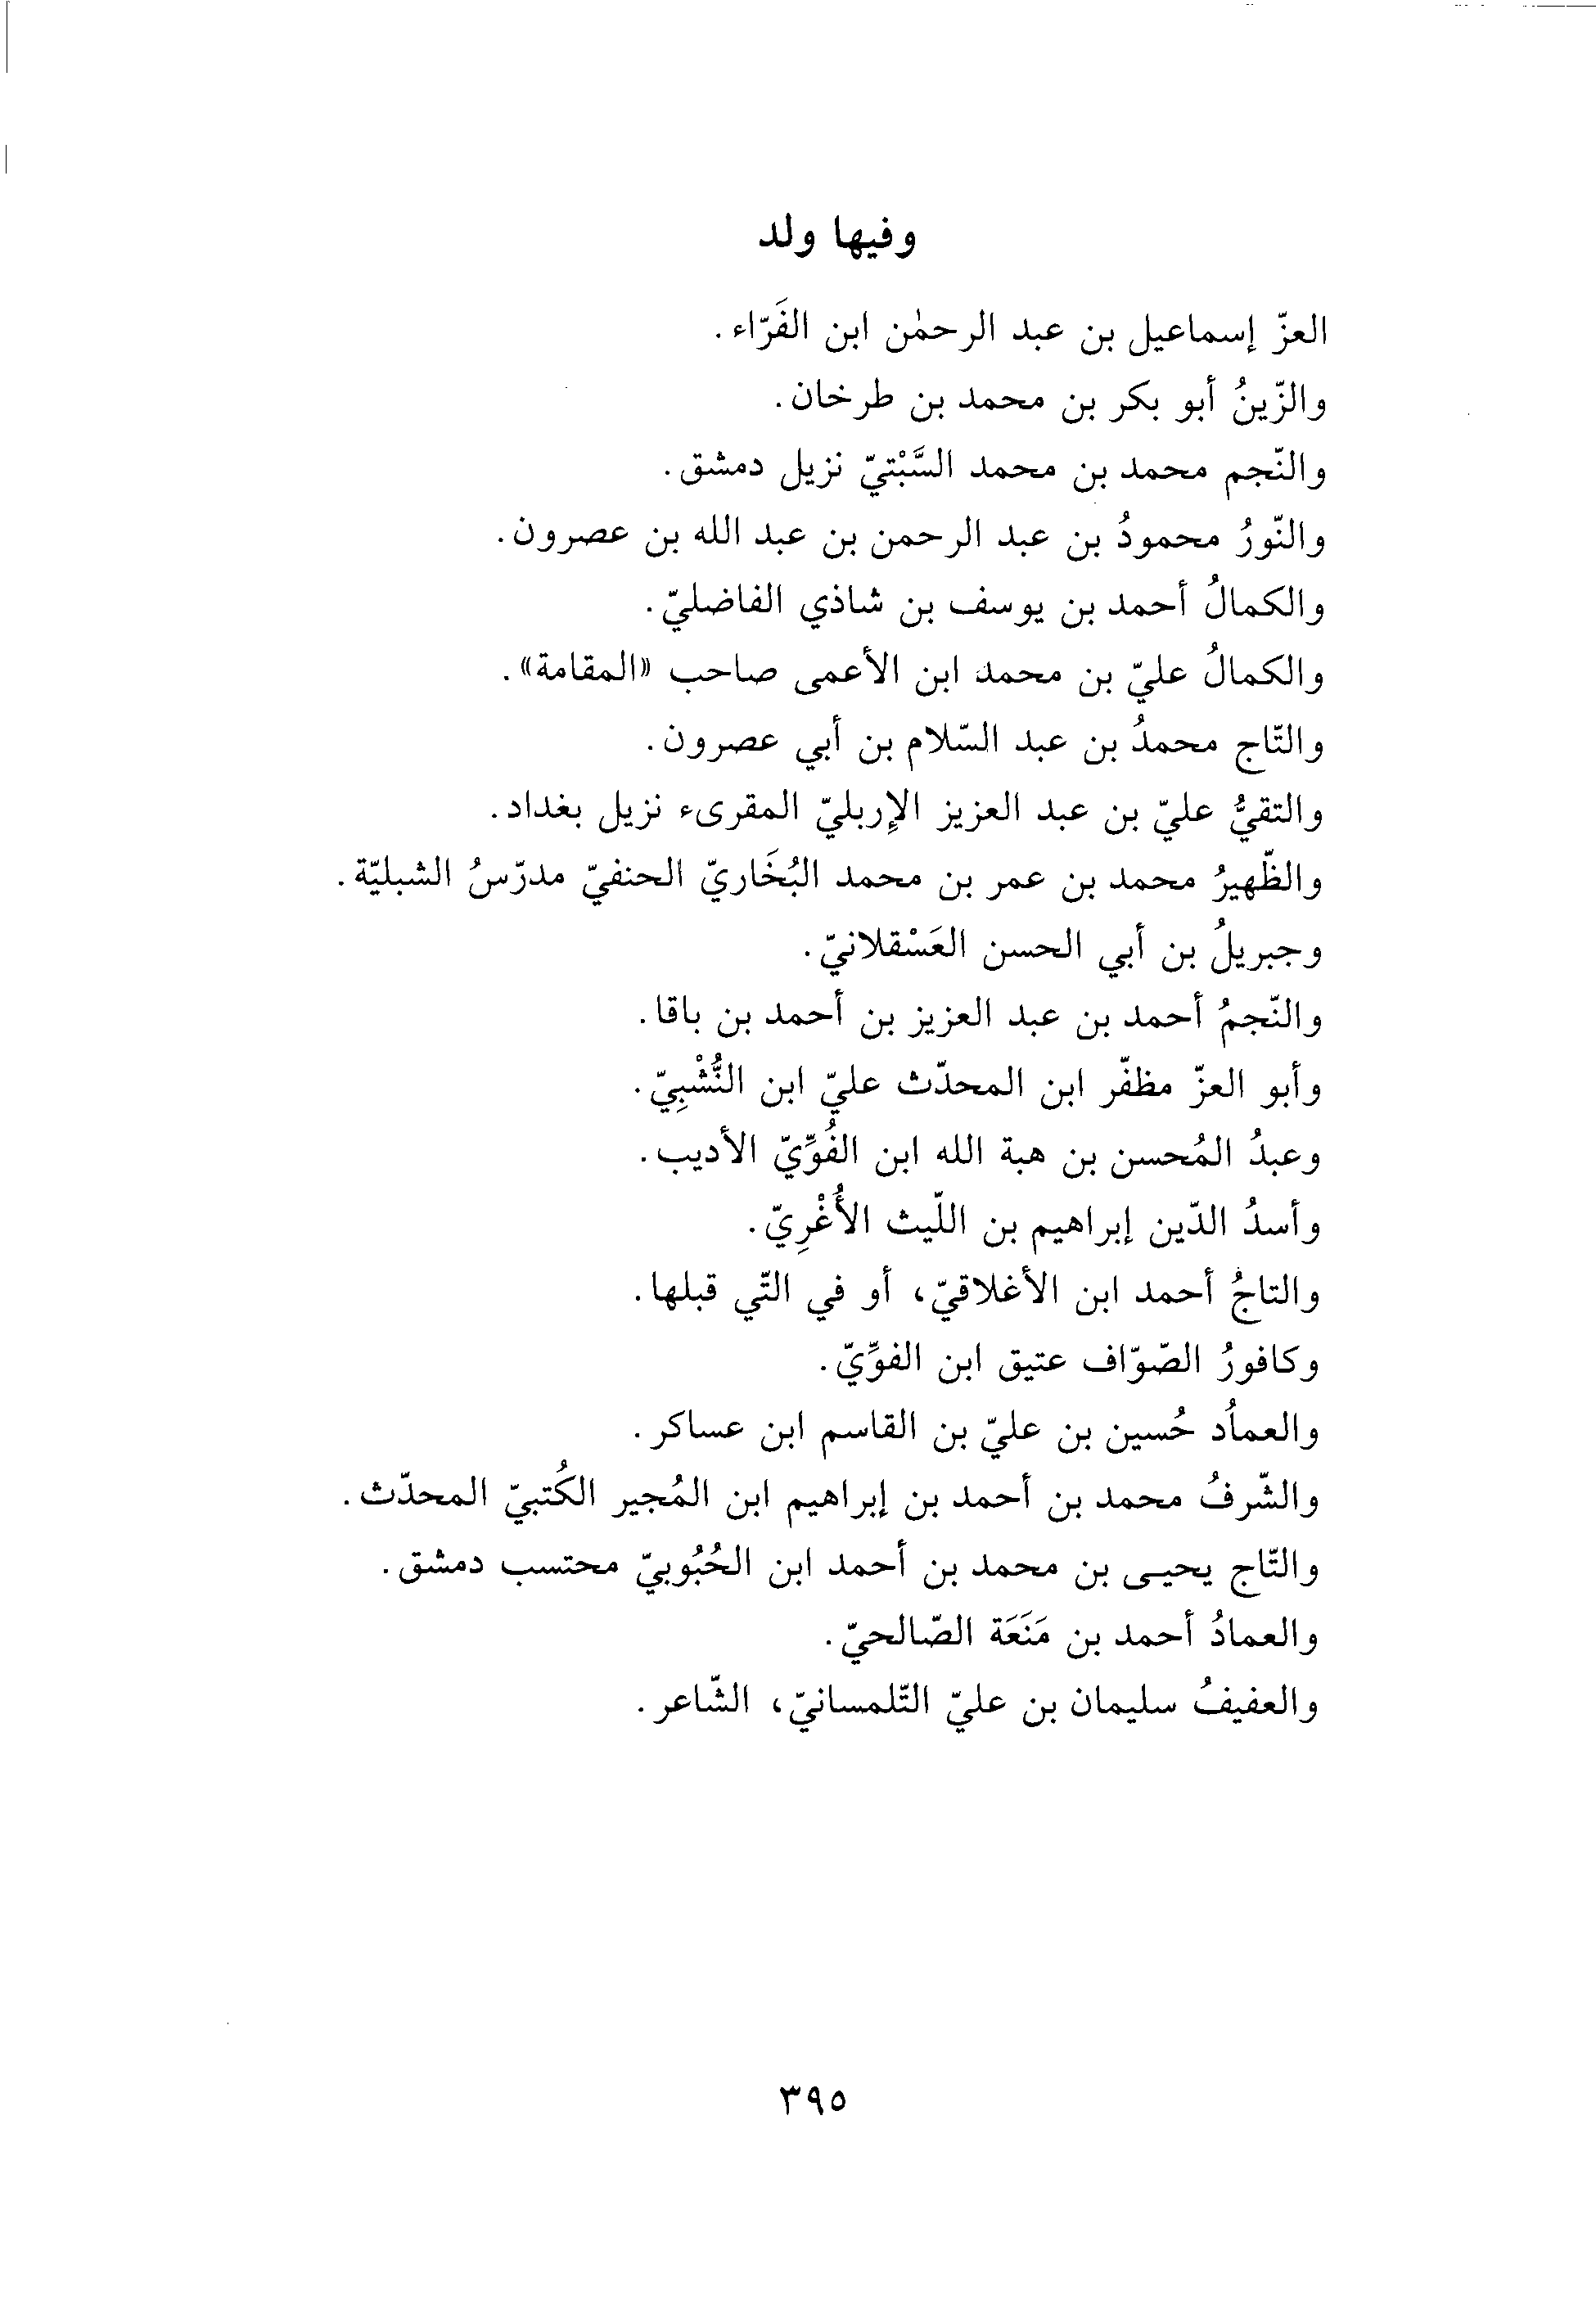 وفيها ولد
العزّ إسماعيل بن عبد الرحمٰن ابن الفَرّاء.
والزّينُ أبو بكر بن محمد بن طرخان.
والنّجم محمد بن محمد السَّبْتيّ نزيل دمشق.
والنّورُ محمودُ بن عبد الرحمن بن عبد الله بن عصرون.
والكمالُ أحمد بن يوسف بن شاذي الفاضليّ.
والكمالُ عليّ بن محمد ابن الأعمى صاحب «المقامة».
والتّاج محمدُ بن عبد السّلام بن أبي عصرون.
والتقيُّ عليّ بن عبد العزيز الإربليّ المقرىء نزيل بغداد.
والظّهيرُ محمد بن عمر بن محمد البُخَاريّ الحنفيّ مدرّسُ الشبليّة.
وجبريلُ بن أبي الحسن العَسْقلانيّ.
والنّجمُ أحمد بن عبد العزيز بن أحمد بن باقا.
وأبو العزّ مظفّر ابن المحدّث عليّ ابن النُّشْبِيّ.
وعبدُ المُحسن بن هبة الله ابن الفُوِّيّ الأديب.
وأسدُ الدّين إبراهيم بن اللّيث الأُغْرِيّ.
والتاجُ أحمد ابن الأغلاقيّ، أو في التّي قبلها.
وكافورُ الصّوّاف عتيق ابن الفوِّيّ.
والعماُد حُسين بن عليّ بن القاسم ابن عساكر.
والشّرفُ محمد بن أحمد بن إبراهيم ابن المُجير الكُتبيّ المحدّث.
والتّاج يحيى بن محمد بن أحمد ابن الحُبُوبيّ محتسب دمشق.
والعمادُ أحمد بن مَنَعَة الصّالحيّ.
والعفيفُ سليمان بن عليّ التّلمسانيّ، الشّاعر.
٣٩٥